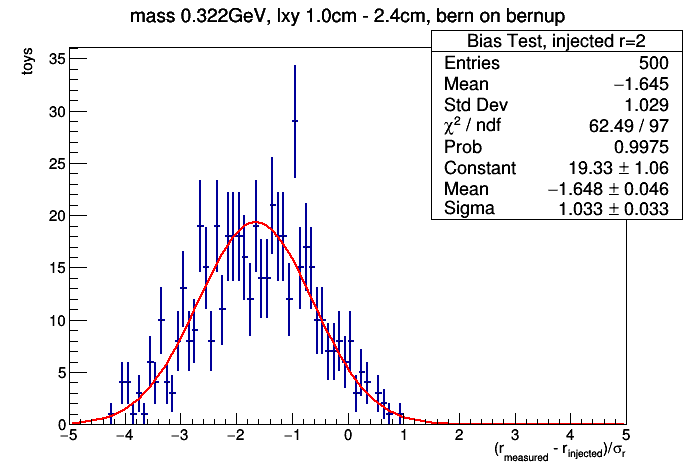 mass 0.322GeV, lxy 1.0cm - 2.4cm, bern on bernup
toys
Bias Test, injected r=2
Entries 500
Mean −1.645
Std Dev 1.029
χ² / ndf 62.49 / 97
Prob 0.9975
Constant 19.33 ± 1.06
Mean −1.648 ± 0.046
Sigma 1.033 ± 0.033
35
30
25
20
15
10
5
0
−5 −4 −3 −2 −1 0 1 2 3 4 5
(r_measured - r_injected)/σ_r